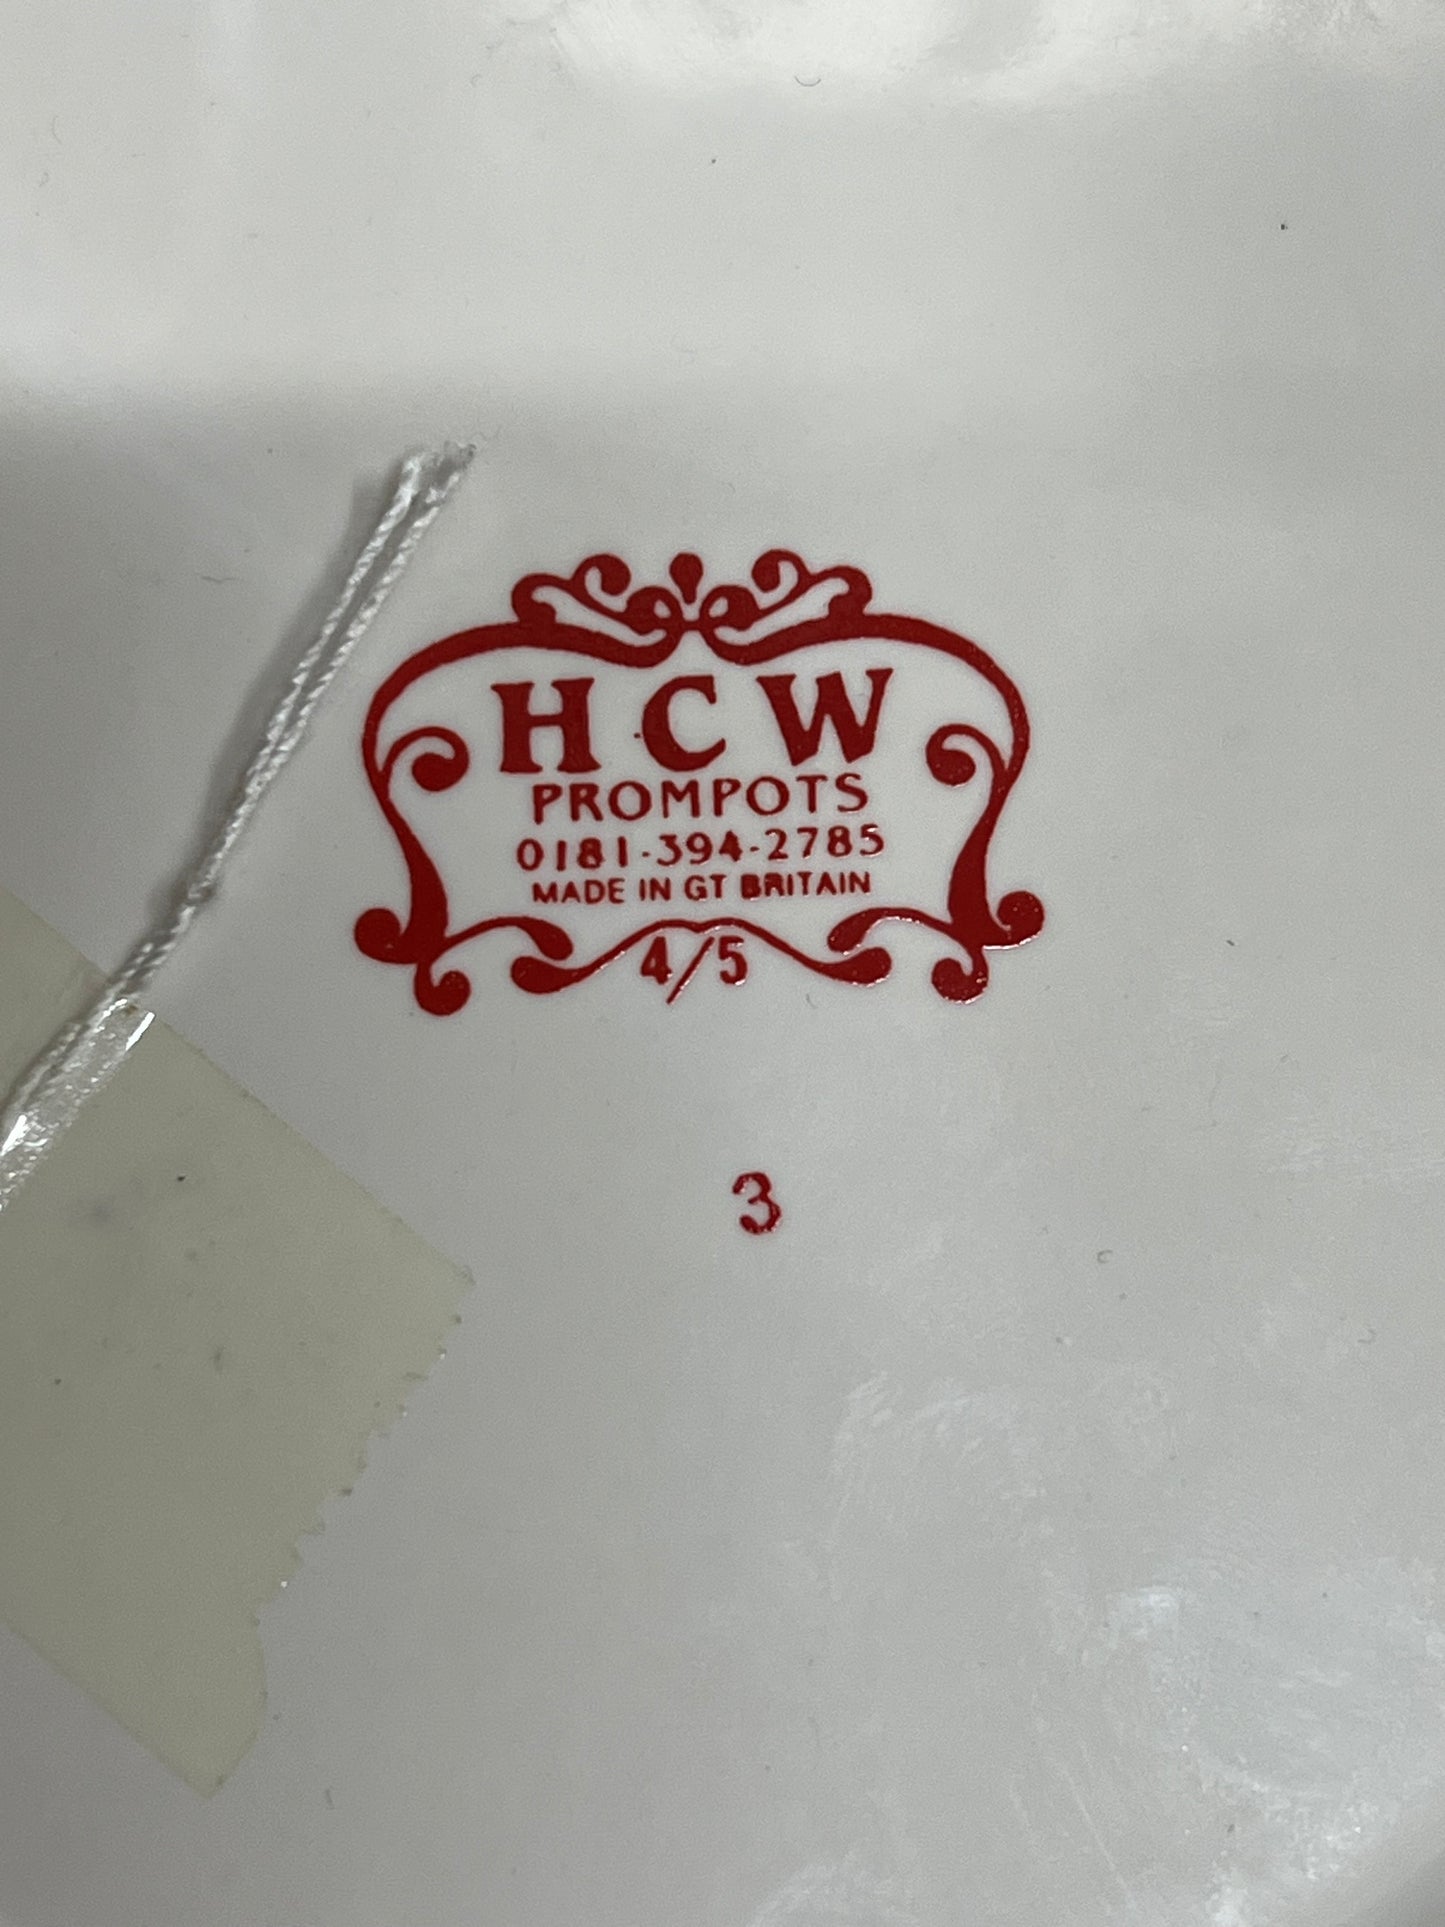 HCW
PROMPOTS
0181-394-2785
MADE IN GT BRITAIN
4/5
3